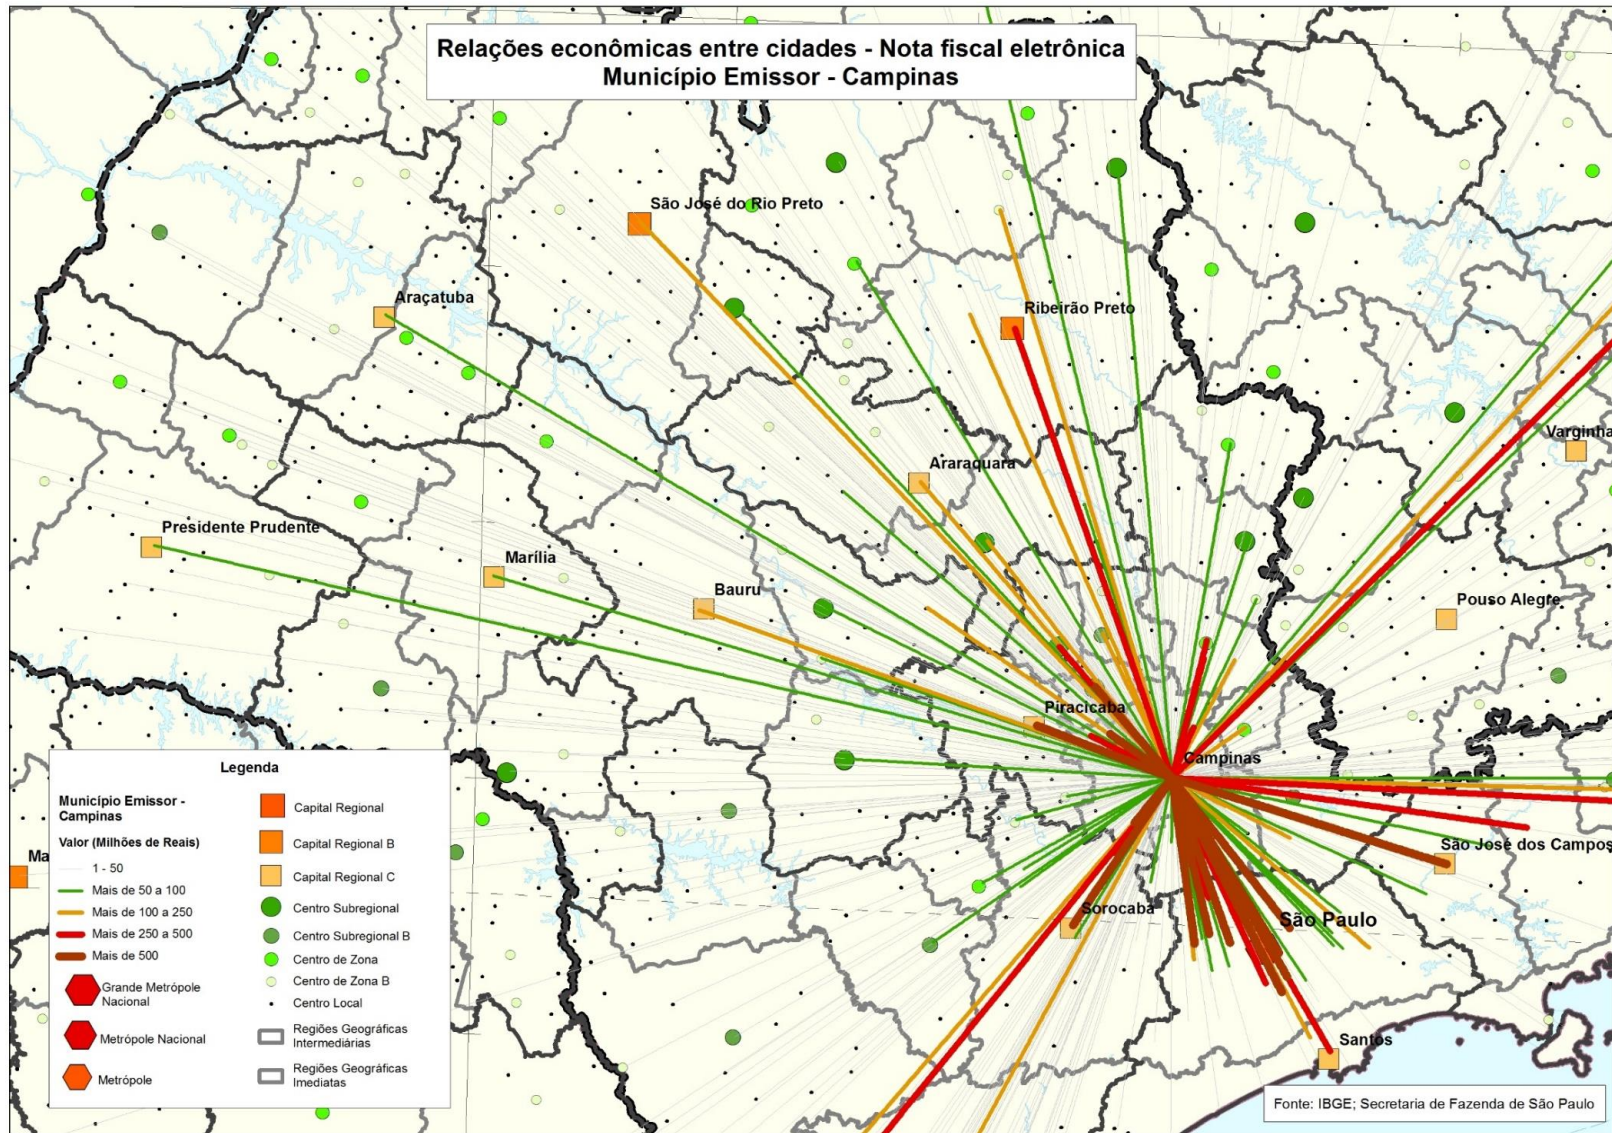 Relações econômicas entre cidades - Nota fiscal eletrônica
Município Emissor - Campinas
São José do Rio Preto
Araçatuba
Ribeirão Preto
Araraquara
Varginha
Presidente Prudente
Marília
Bauru
Pouso Alegre
Piracicaba
Campinas
São José dos Campos
Sorocaba
São Paulo
Santos
Ma
Legenda
Município Emissor -
Campinas
Valor (Milhões de Reais)
1 - 50
Mais de 50 a 100
Mais de 100 a 250
Mais de 250 a 500
Mais de 500
Grande Metrópole
Nacional
Metrópole Nacional
Metrópole
Capital Regional
Capital Regional B
Capital Regional C
Centro Subregional
Centro Subregional B
Centro de Zona
Centro de Zona B
Centro Local
Regiões Geográficas
Intermediárias
Regiões Geográficas
Imediatas
Fonte: IBGE; Secretaria de Fazenda de São Paulo